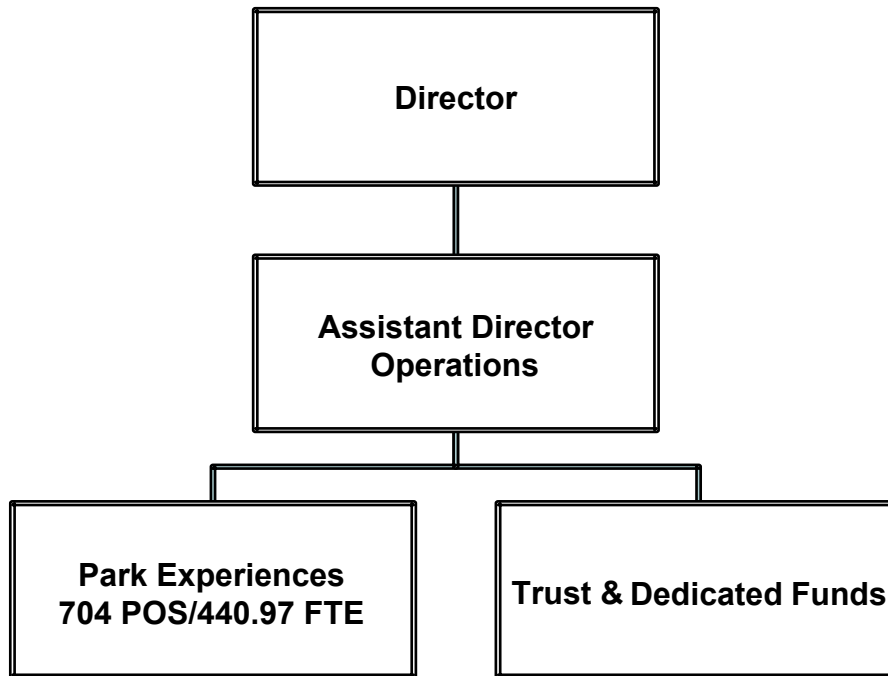 Director
Assistant Director
Operations
Park Experiences
704 POS/440.97 FTE
Trust & Dedicated Funds